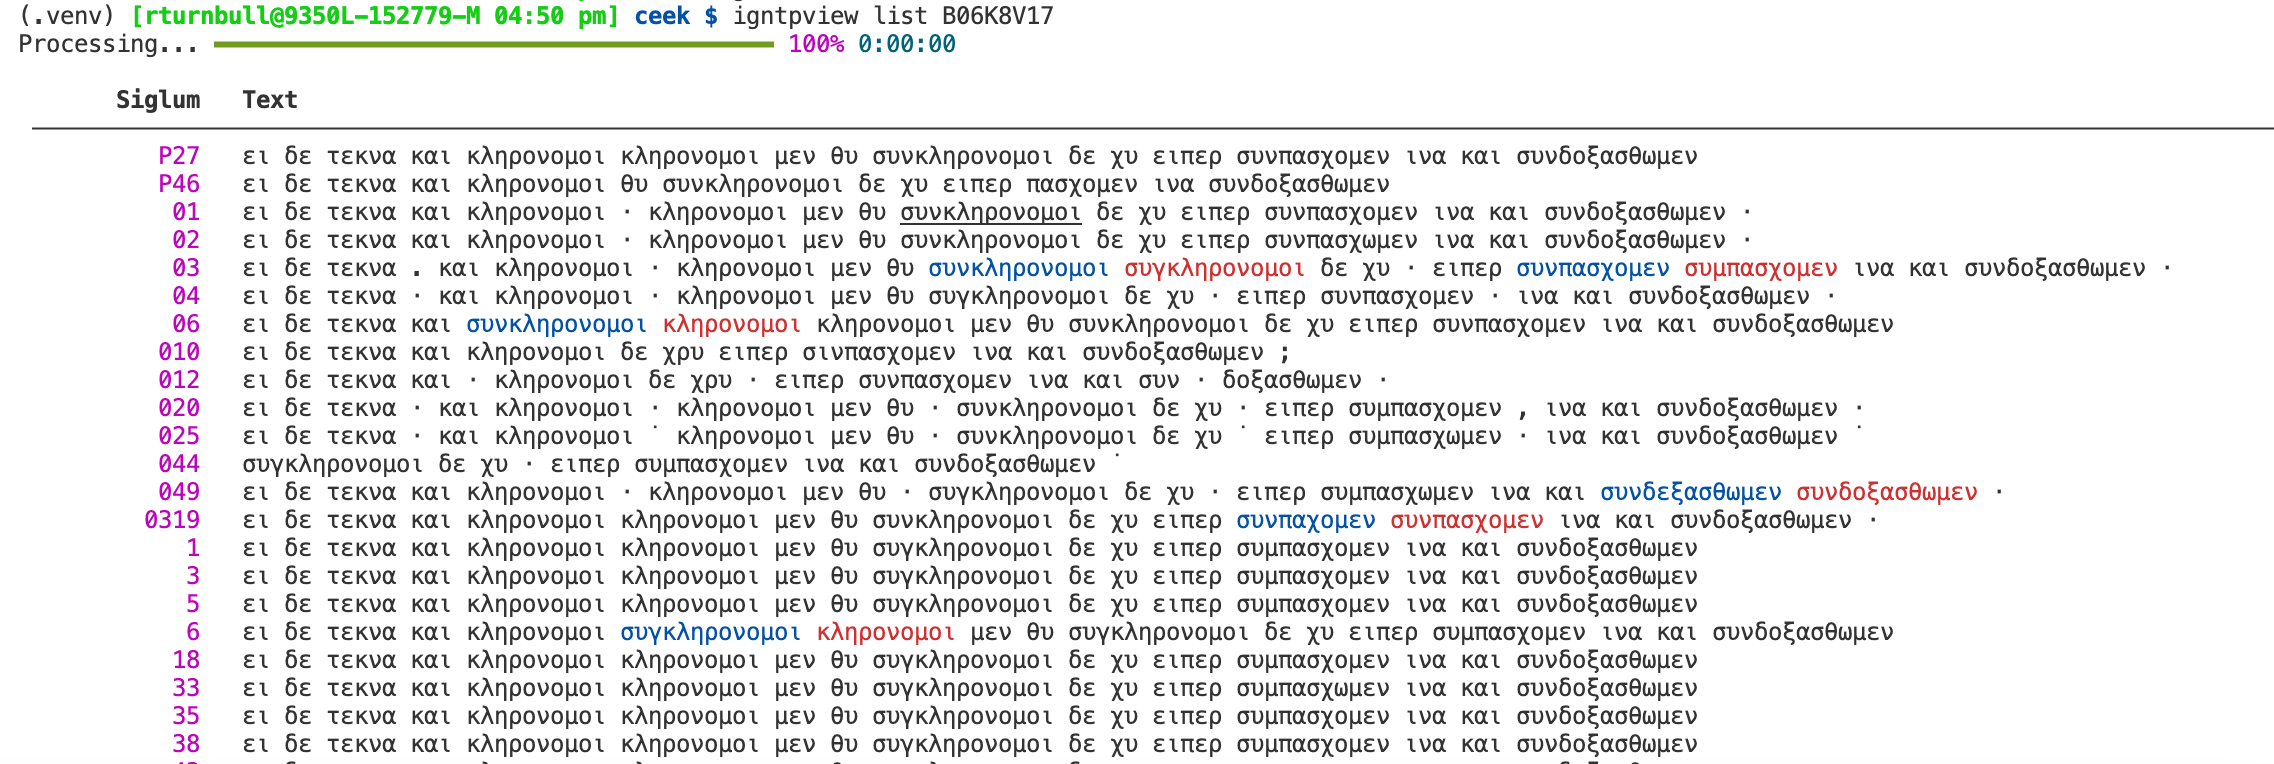 (.venv) [rturnbull@9350L-152779-M 04:50 pm] ceek $ igntpview list B06K8V17
Processing... 100% 0:00:00
Siglum Text
P27 ει δε τεκνα και κληρονομοι κληρονομοι μεν θυ συνκληρονομοι δε χυ ειπερ συνπασχομεν ινα και συνδοξασθωμεν
P46 ει δε τεκνα και κληρονομοι θυ συνκληρονομοι δε χυ ειπερ πασχομεν ινα συνδοξασθωμεν
01 ει δε τεκνα και κληρονομοι · κληρονομοι μεν θυ συνκληρονομοι δε χυ ειπερ συνπασχομεν ινα και συνδοξασθωμεν ·
02 ει δε τεκνα και κληρονομοι · κληρονομοι μεν θυ συνκληρονομοι δε χυ ειπερ συνπασχωμεν ινα και συνδοξασθωμεν ·
03 ει δε τεκνα . και κληρονομοι · κληρονομοι μεν θυ συνκληρονομοι συγκληρονομοι δε χυ · ειπερ συνπασχομεν συμπασχομεν ινα και συνδοξασθωμεν ·
04 ει δε τεκνα · και κληρονομοι · κληρονομοι μεν θυ συγκληρονομοι δε χυ · ειπερ συνπασχομεν · ινα και συνδοξασθωμεν ·
06 ει δε τεκνα και συνκληρονομοι κληρονομοι κληρονομοι μεν θυ συνκληρονομοι δε χυ ειπερ συνπασχομεν ινα και συνδοξασθωμεν
010 ει δε τεκνα και κληρονομοι δε χρυ ειπερ σινπασχομεν ινα και συνδοξασθωμεν ;
012 ει δε τεκνα και · κληρονομοι δε χρυ · ειπερ συνπασχομεν ινα και συν · δοξασθωμεν ·
020 ει δε τεκνα · και κληρονομοι · κληρονομοι μεν θυ · συνκληρονομοι δε χυ · ειπερ συμπασχομεν , ινα και συνδοξασθωμεν ·
025 ει δε τεκνα · και κληρονομοι ˙ κληρονομοι μεν θυ · συνκληρονομοι δε χυ ˙ ειπερ συμπασχωμεν · ινα και συνδοξασθωμεν ˙
044 συγκληρονομοι δε χυ · ειπερ συμπασχομεν ινα και συνδοξασθωμεν ˙
049 ει δε τεκνα και κληρονομοι · κληρονομοι μεν θυ · συγκληρονομοι δε χυ · ειπερ συμπασχωμεν ινα και συνδεξασθωμεν συνδοξασθωμεν ·
0319 ει δε τεκνα και κληρονομοι κληρονομοι μεν θυ συνκληρονομοι δε χυ ειπερ συνπαχομεν συνπασχομεν ινα και συνδοξασθωμεν ·
1 ει δε τεκνα και κληρονομοι κληρονομοι μεν θυ συγκληρονομοι δε χυ ειπερ συμπασχομεν ινα και συνδοξασθωμεν
3 ει δε τεκνα και κληρονομοι κληρονομοι μεν θυ συγκληρονομοι δε χυ ειπερ συμπασχομεν ινα και συνδοξασθωμεν
5 ει δε τεκνα και κληρονομοι κληρονομοι μεν θυ συγκληρονομοι δε χυ ειπερ συμπασχομεν ινα και συνδοξασθωμεν
6 ει δε τεκνα και κληρονομοι συγκληρονομοι κληρονομοι μεν θυ συγκληρονομοι δε χυ ειπερ συμπασχομεν ινα και συνδοξασθωμεν
18 ει δε τεκνα και κληρονομοι κληρονομοι μεν θυ συγκληρονομοι δε χυ ειπερ συμπασχομεν ινα και συνδοξασθωμεν
33 ει δε τεκνα και κληρονομοι κληρονομοι μεν θυ συγκληρονομοι δε χυ ειπερ συμπασχωμεν ινα και συνδοξασθωμεν
35 ει δε τεκνα και κληρονομοι κληρονομοι μεν θυ συγκληρονομοι δε χυ ειπερ συμπασχομεν ινα και συνδοξασθωμεν
38 ει δε τεκνα και κληρονομοι κληρονομοι μεν θυ συγκληρονομοι δε χυ ειπερ συμπασχομεν ινα και συνδοξασθωμεν